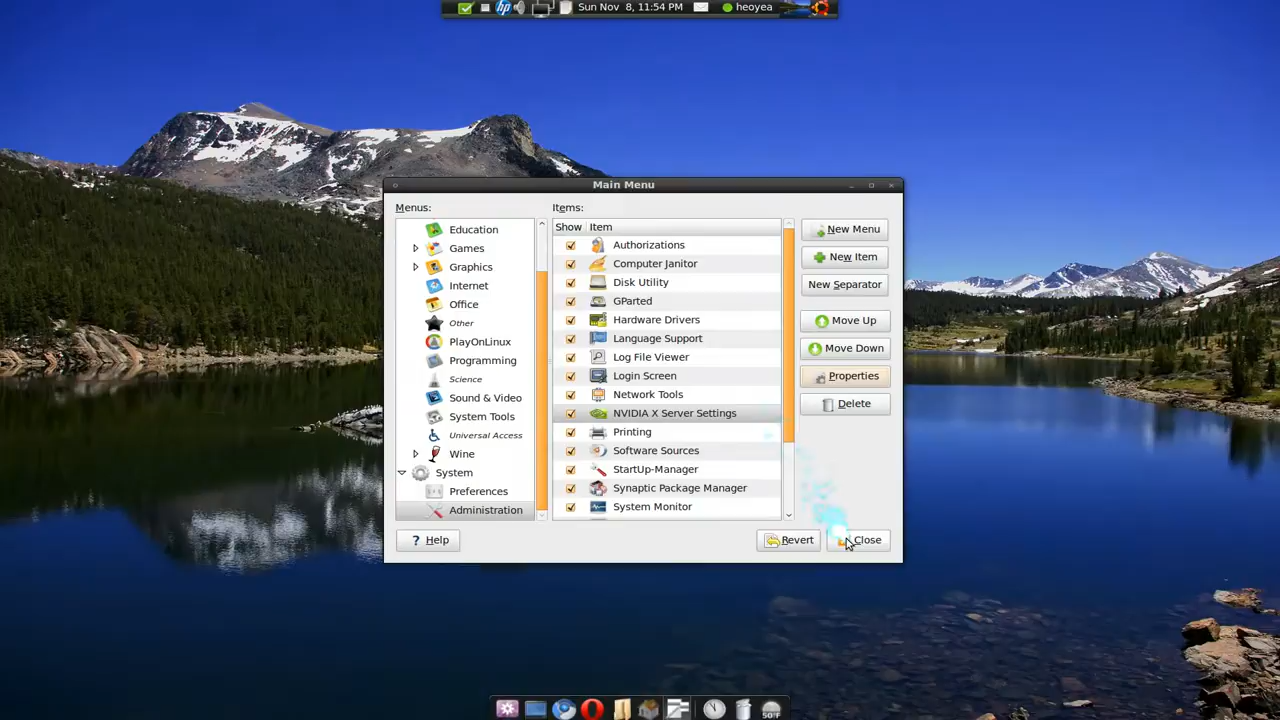 Sun Nov 8, 11:54 PM
heoyea
Main Menu
Menus:
Education
Games
Graphics
Internet
Office
Other
PlayOnLinux
Programming
Science
Sound & Video
System Tools
Universal Access
Wine
System
Preferences
Administration
Items:
Show Item
Authorizations
Computer Janitor
Disk Utility
GParted
Hardware Drivers
Language Support
Log File Viewer
Login Screen
Network Tools
NVIDIA X Server Settings
Printing
Software Sources
StartUp-Manager
Synaptic Package Manager
System Monitor
New Menu
New Item
New Separator
Move Up
Move Down
Properties
Delete
Help
Revert
Close
50°F